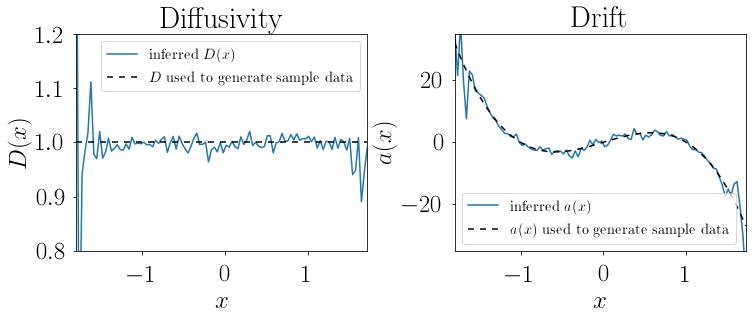 Diffusivity
1.2
1.1
1.0
0.9
0.8
D(x)
inferred D(x)
D used to generate sample data
−1
0
1
x
Drift
20
0
−20
a(x)
inferred a(x)
a(x) used to generate sample data
−1
0
1
x